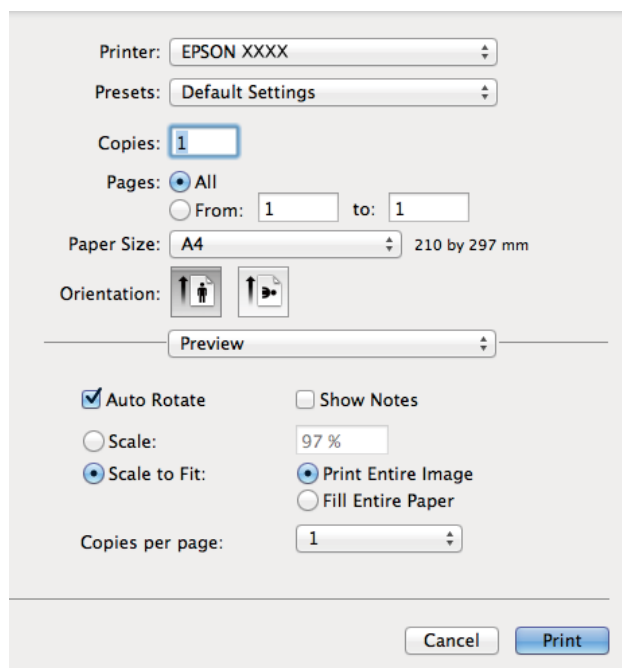 Printer: EPSON XXXX
Presets: Default Settings
Copies: 1
Pages: All
From: 1 to: 1
Paper Size: A4 210 by 297 mm
Orientation:
Preview
Auto Rotate Show Notes
Scale: 97 %
Scale to Fit: Print Entire Image
Fill Entire Paper
Copies per page: 1
Cancel Print